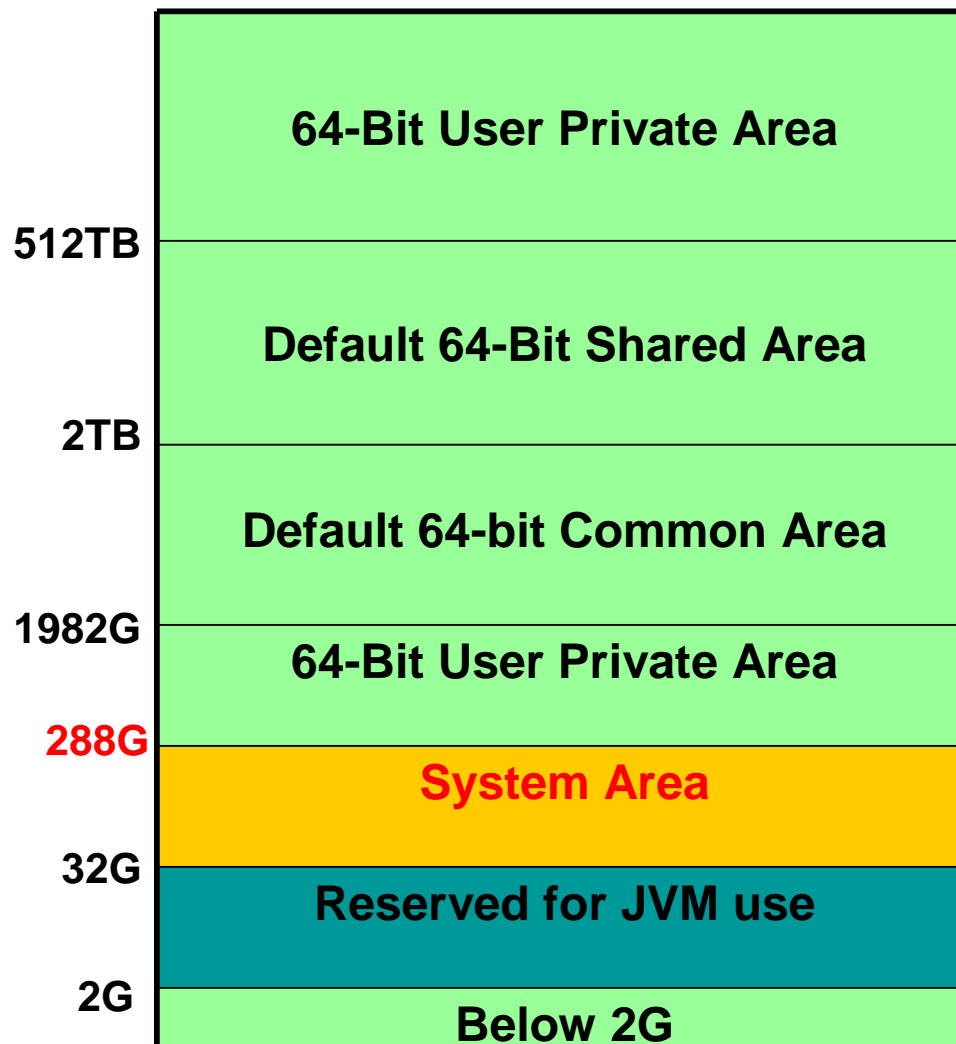 64-Bit User Private Area
512TB
Default 64-Bit Shared Area
2TB
Default 64-bit Common Area
1982G
64-Bit User Private Area
288G
System Area
32G
Reserved for JVM use
2G
Below 2G